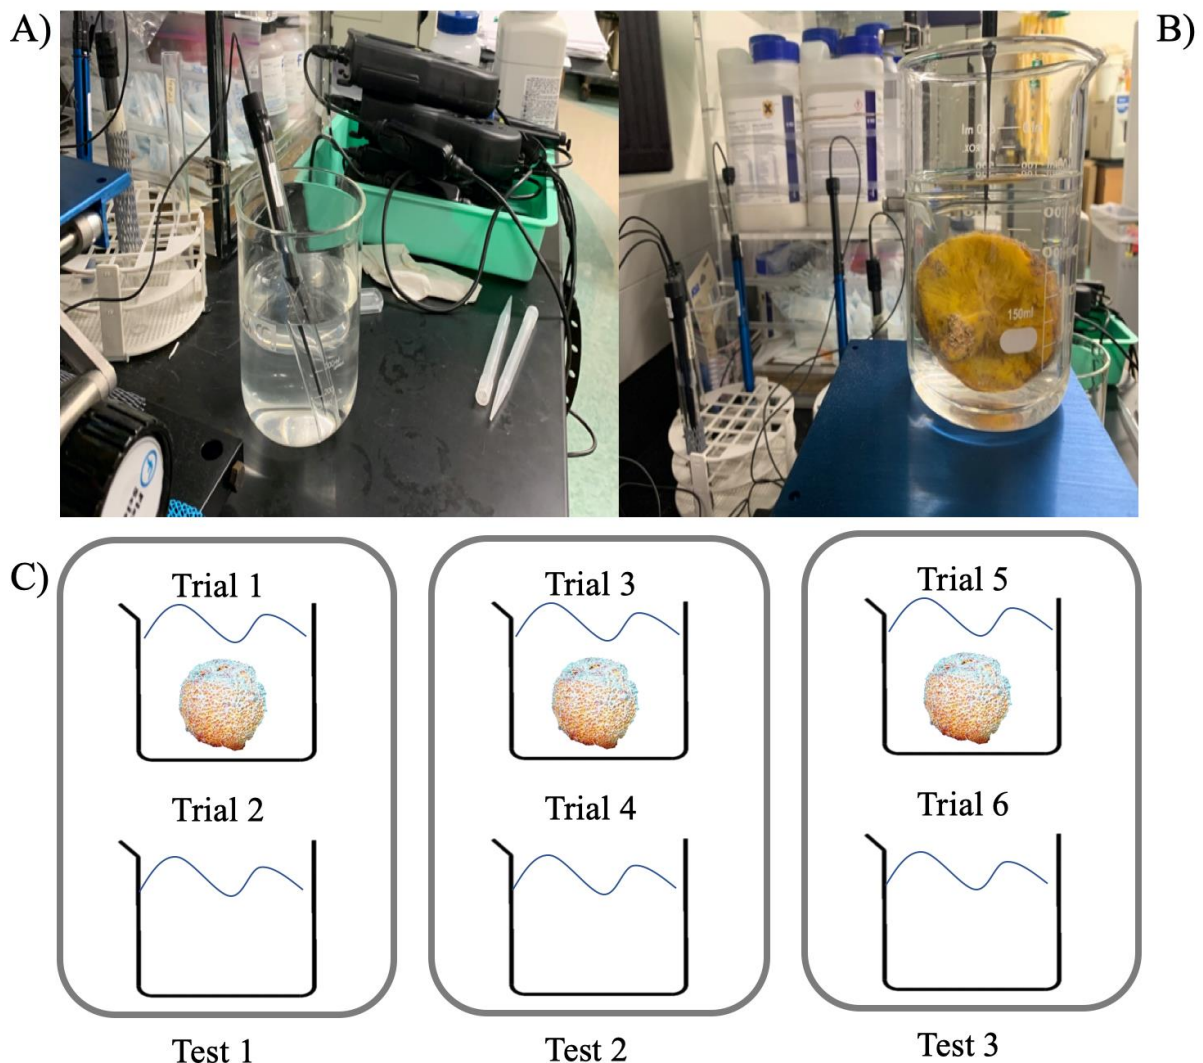 A)
B)
150ml
C)
Trial 1
Trial 3
Trial 5
Trial 2
Trial 4
Trial 6
Test 1
Test 2
Test 3